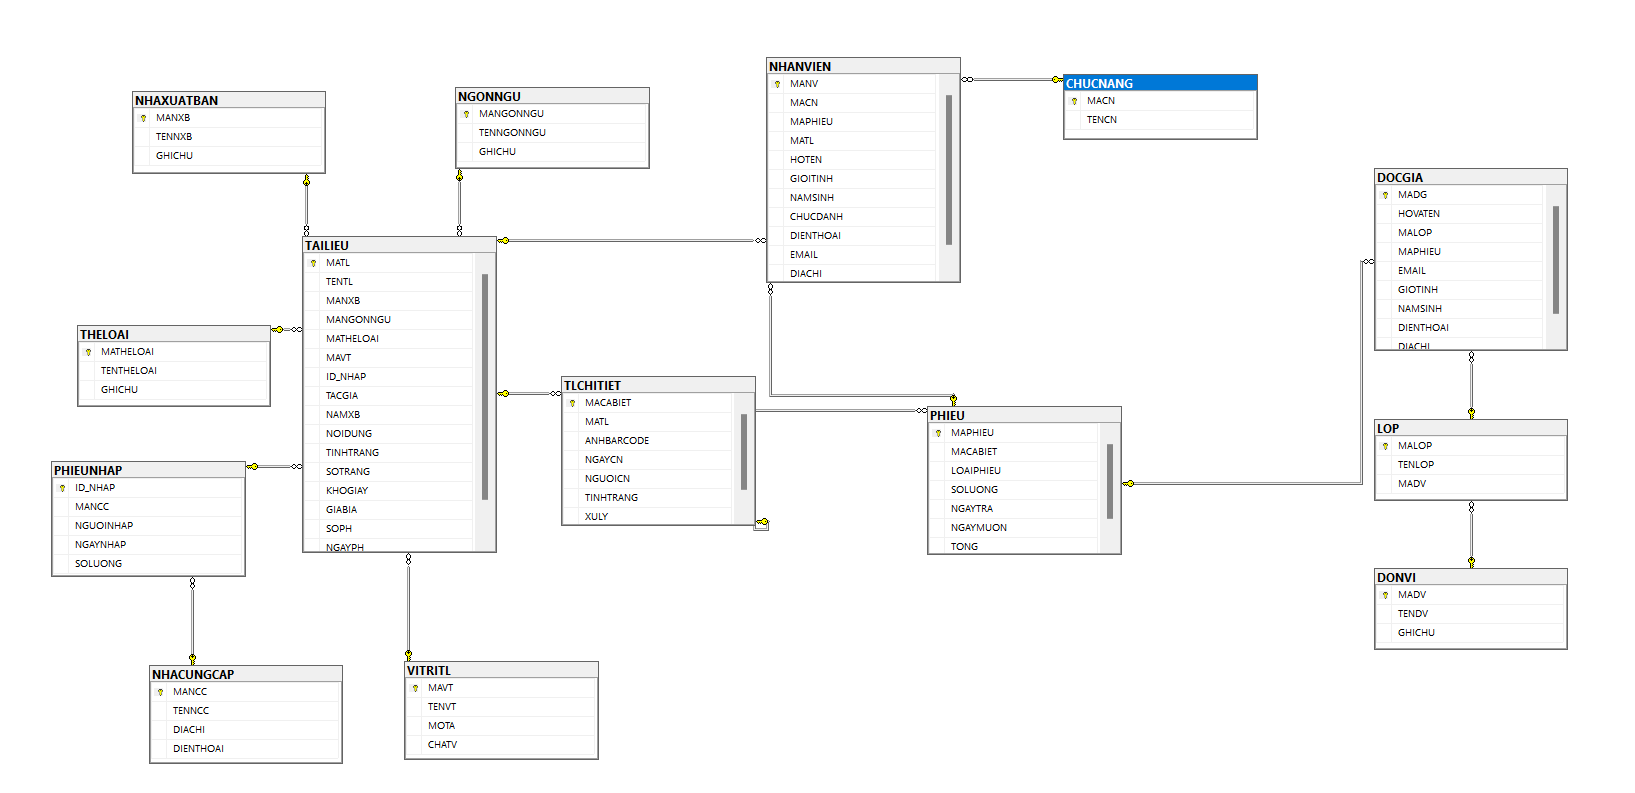 NHAXUATBAN
MANXB
TENNXB
GHICHU
NGONNGU
MANGONNGU
TENNGONNGU
GHICHU
NHANVIEN
MANV
MACN
MAPHIEU
MATL
HOTEN
GIOITINH
NAMSINH
CHUCDANH
DIENTHOAI
EMAIL
DIACHI
CHUCNANG
MACN
TENCN
DOCGIA
MADG
HOVATEN
MALOP
MAPHIEU
EMAIL
GIOTINH
NAMSINH
DIENTHOAI
DIACHI
TAILIEU
MATL
TENTL
MANXB
MANGONNGU
MATHELOAI
MAVT
ID_NHAP
TACGIA
NAMXB
NOIDUNG
TINHTRANG
SOTRANG
KHOGIAY
GIABIA
SOPH
NGAYPH
THELOAI
MATHELOAI
TENTHELOAI
GHICHU
TLCHITIET
MACABIET
MATL
ANHBARCODE
NGAYCN
NGUOICN
TINHTRANG
XULY
PHIEU
MAPHIEU
MACABIET
LOAIPHIEU
SOLUONG
NGAYTRA
NGAYMUON
TONG
LOP
MALOP
TENLOP
MADV
PHIEUNHAP
ID_NHAP
MANCC
NGUOINHAP
NGAYNHAP
SOLUONG
DONVI
MADV
TENDV
GHICHU
NHACUNGCAP
MANCC
TENNCC
DIACHI
DIENTHOAI
VITRITL
MAVT
TENVT
MOTA
CHATV